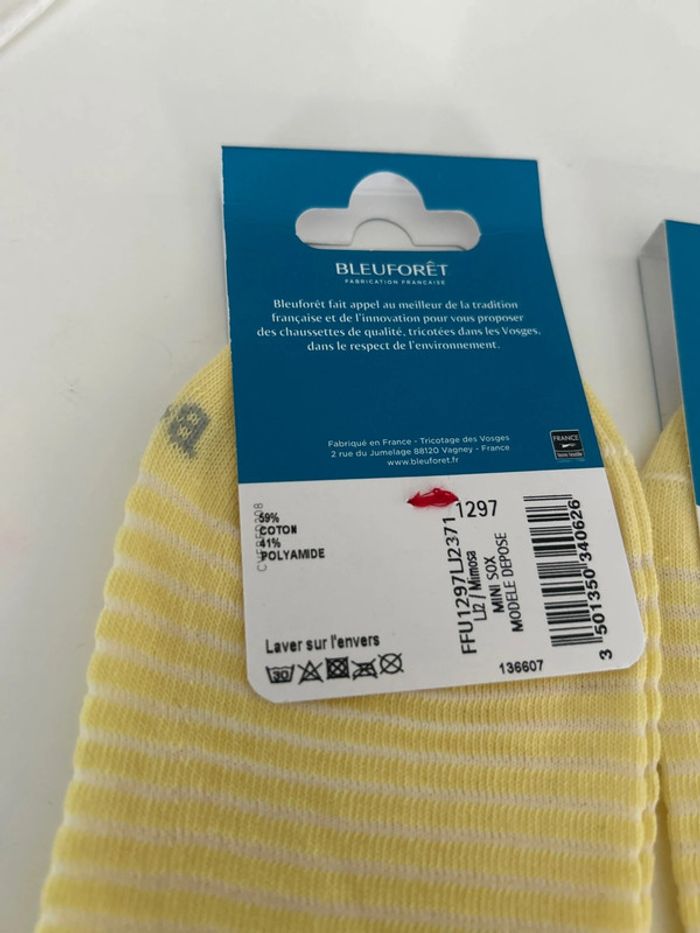 BLEUFORÊT
FABRICATION FRANÇAISE
Bleuforêt fait appel au meilleur de la tradition
française et de l'innovation pour vous proposer
des chaussettes de qualité, tricotées dans les Vosges,
dans le respect de l'environnement.
Fabriqué en France - Tricotage des Vosges
2 rue du Jumelage 88120 Vagney - France
www.bleuforet.fr
FRANCE
59%
COTON
41%
POLYAMIDE
1297
FFU1297LI2371
LI2 / Mimosa
MINI SOX
MODELE DEPOSE
3 501350 340626
Laver sur l'envers
30
136607